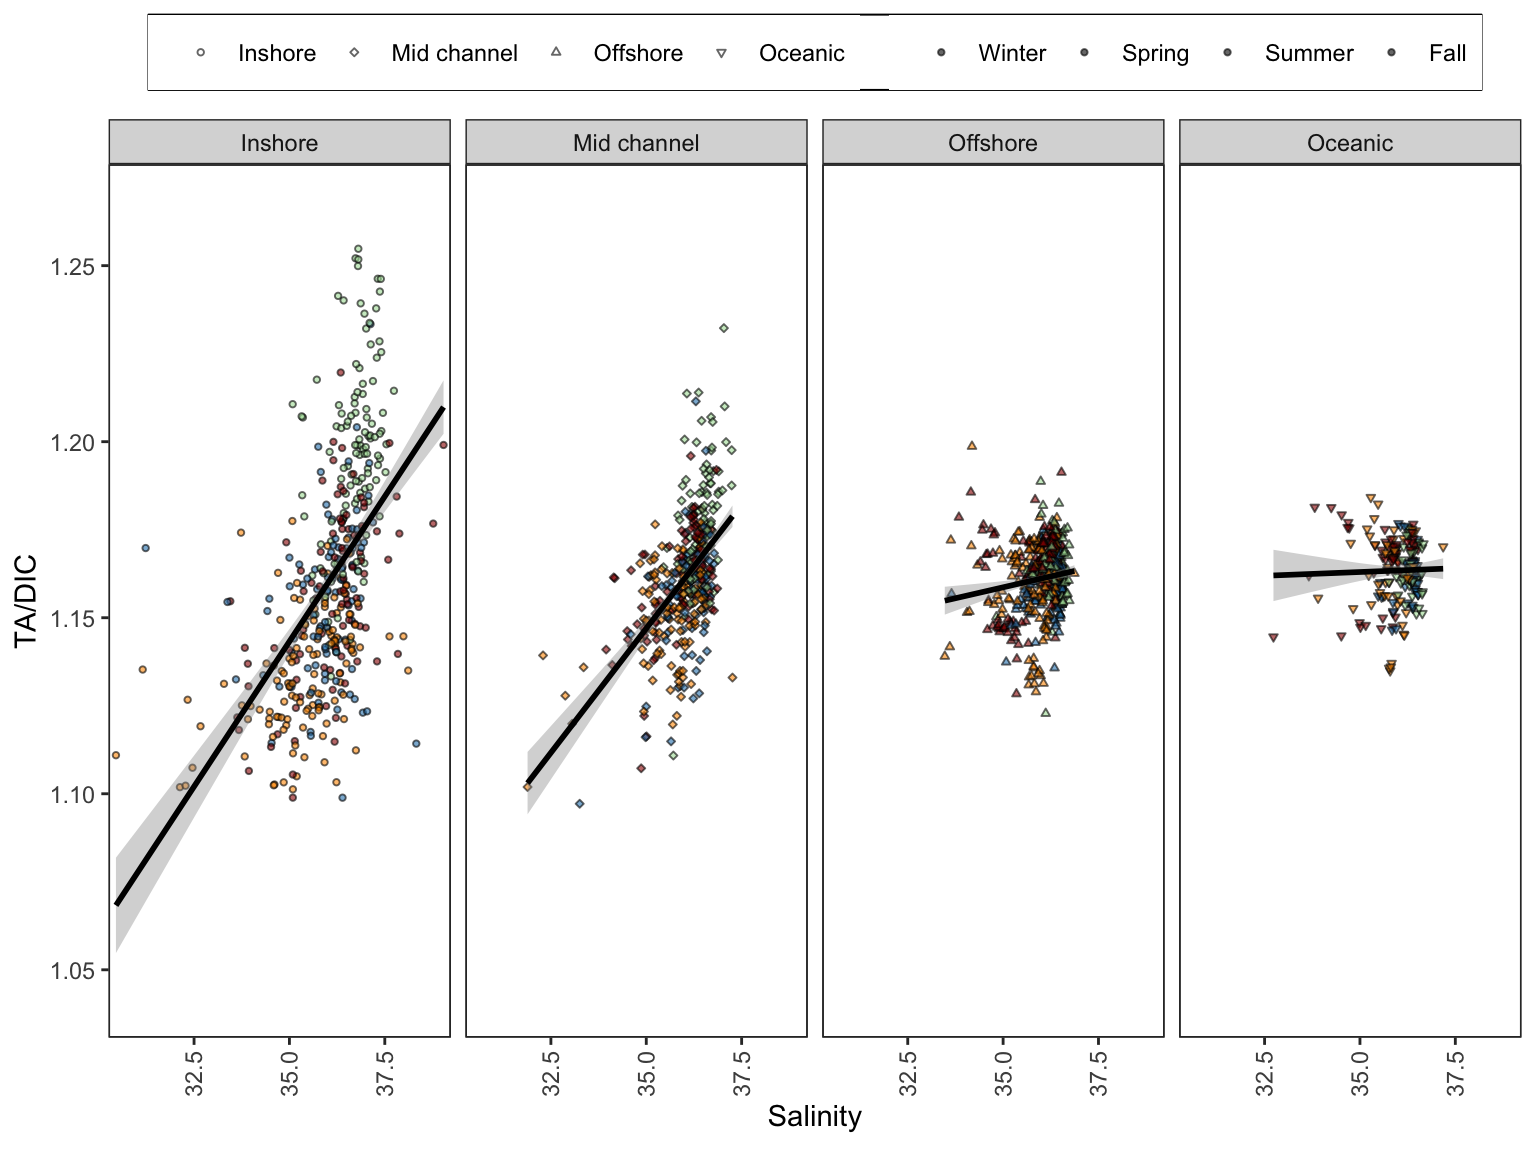 Inshore Mid channel Offshore Oceanic Winter Spring Summer Fall
Inshore Mid channel Offshore Oceanic
1.25
1.20
1.15
1.10
1.05
TA/DIC
32.5 35.0 37.5 32.5 35.0 37.5 32.5 35.0 37.5 32.5 35.0 37.5
Salinity